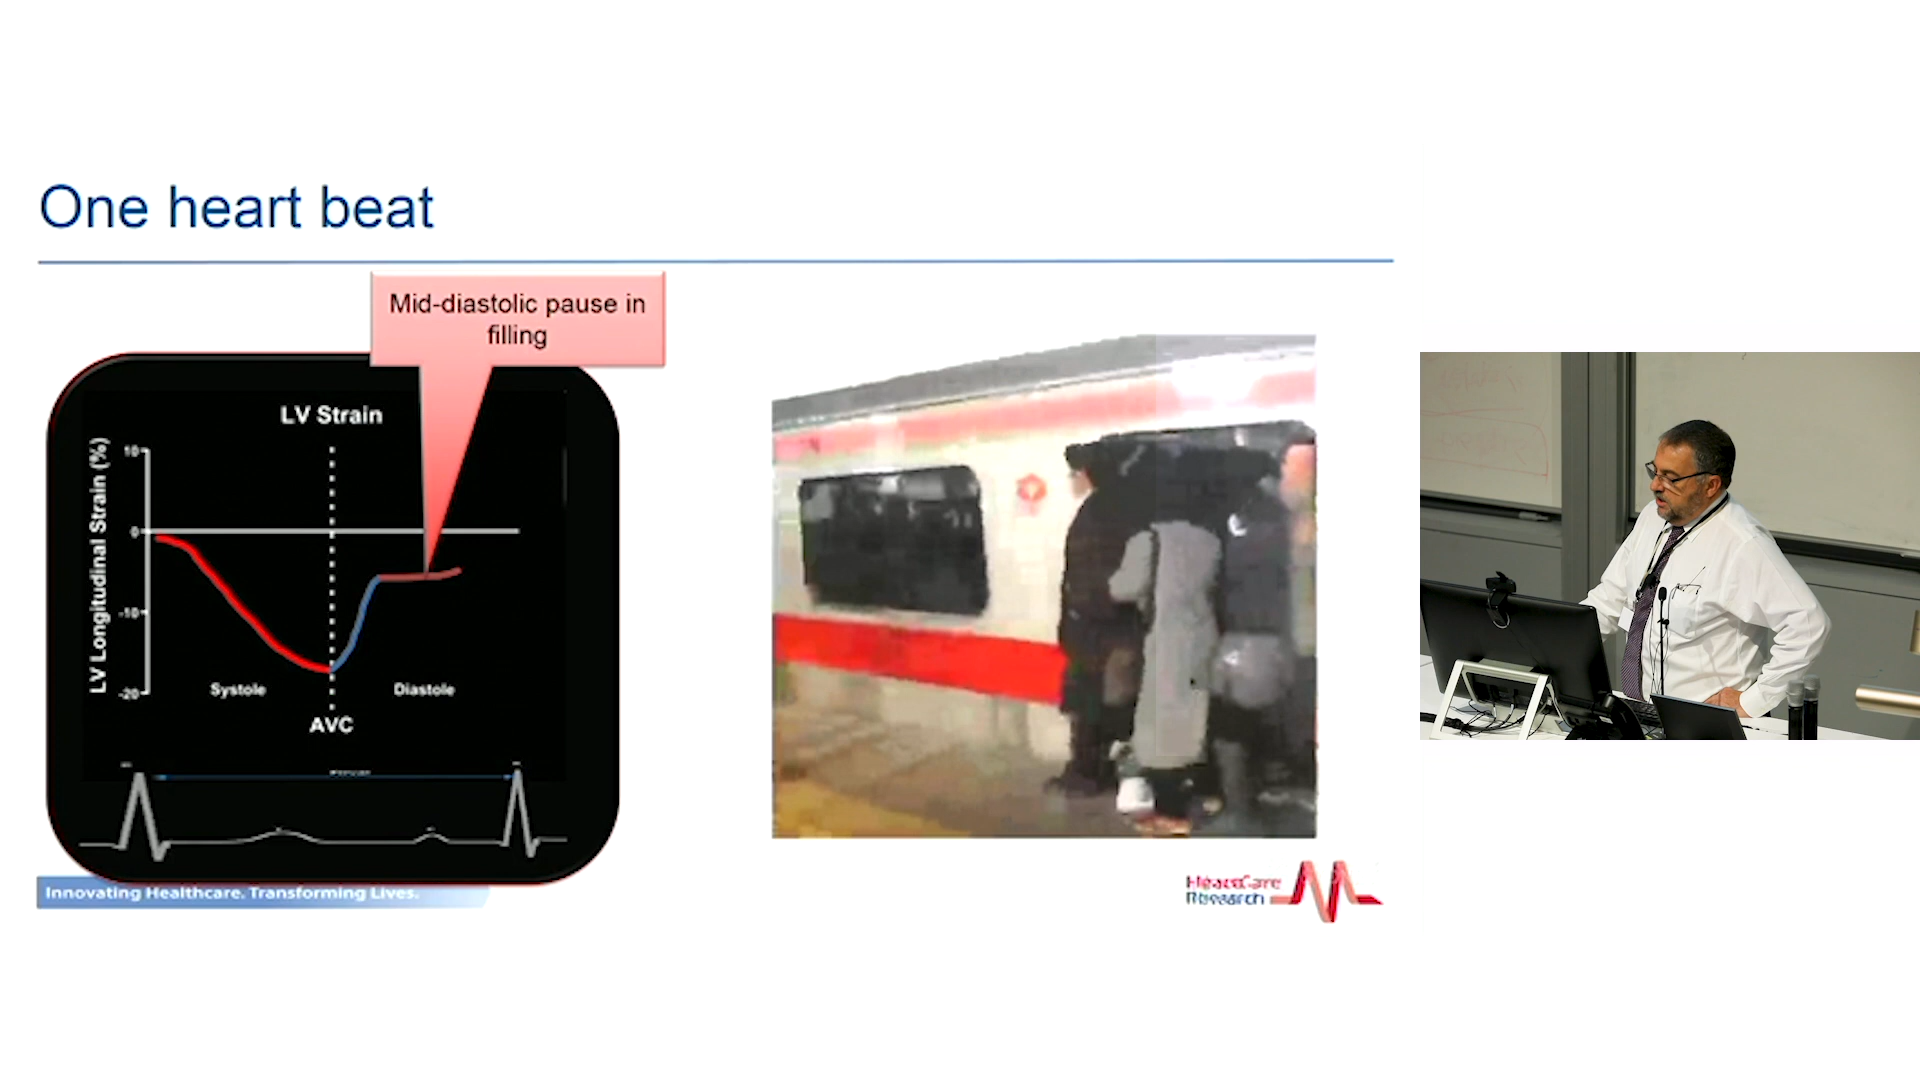 One heart beat
Mid-diastolic pause in
filling
LV Strain
LV Longitudinal Strain (%)
10
0
-10
-20
Systole
Diastole
AVC
Innovating Healthcare. Transforming Lives.
HeartCare
Research